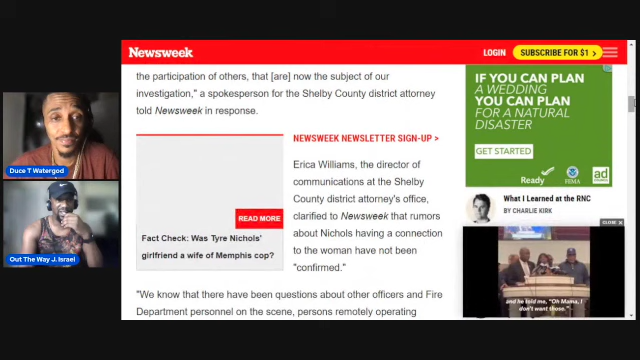 Newsweek
LOGIN
SUBSCRIBE FOR $1
the participation of others, that [are] now the subject of our
investigation," a spokesperson for the Shelby County district attorney
told Newsweek in response.
NEWSWEEK NEWSLETTER SIGN-UP >
READ MORE
Fact Check: Was Tyre Nichols'
girlfriend a wife of Memphis cop?
Erica Williams, the director of
communications at the Shelby
County district attorney's office,
clarified to Newsweek that rumors
about Nichols having a connection
to the woman have not been
"confirmed."
"We know that there have been questions about other officers and Fire
Department personnel on the scene, persons remotely operating
IF YOU CAN PLAN
A WEDDING
YOU CAN PLAN
FOR A NATURAL
DISASTER
GET STARTED
Ready
FEMA
ad
COUNCIL
What I Learned at the RNC
BY CHARLIE KIRK
CLOSE X
and he told me, "Oh Mama, I
don't want those."
Duce T Watergod
Out The Way J. Israel